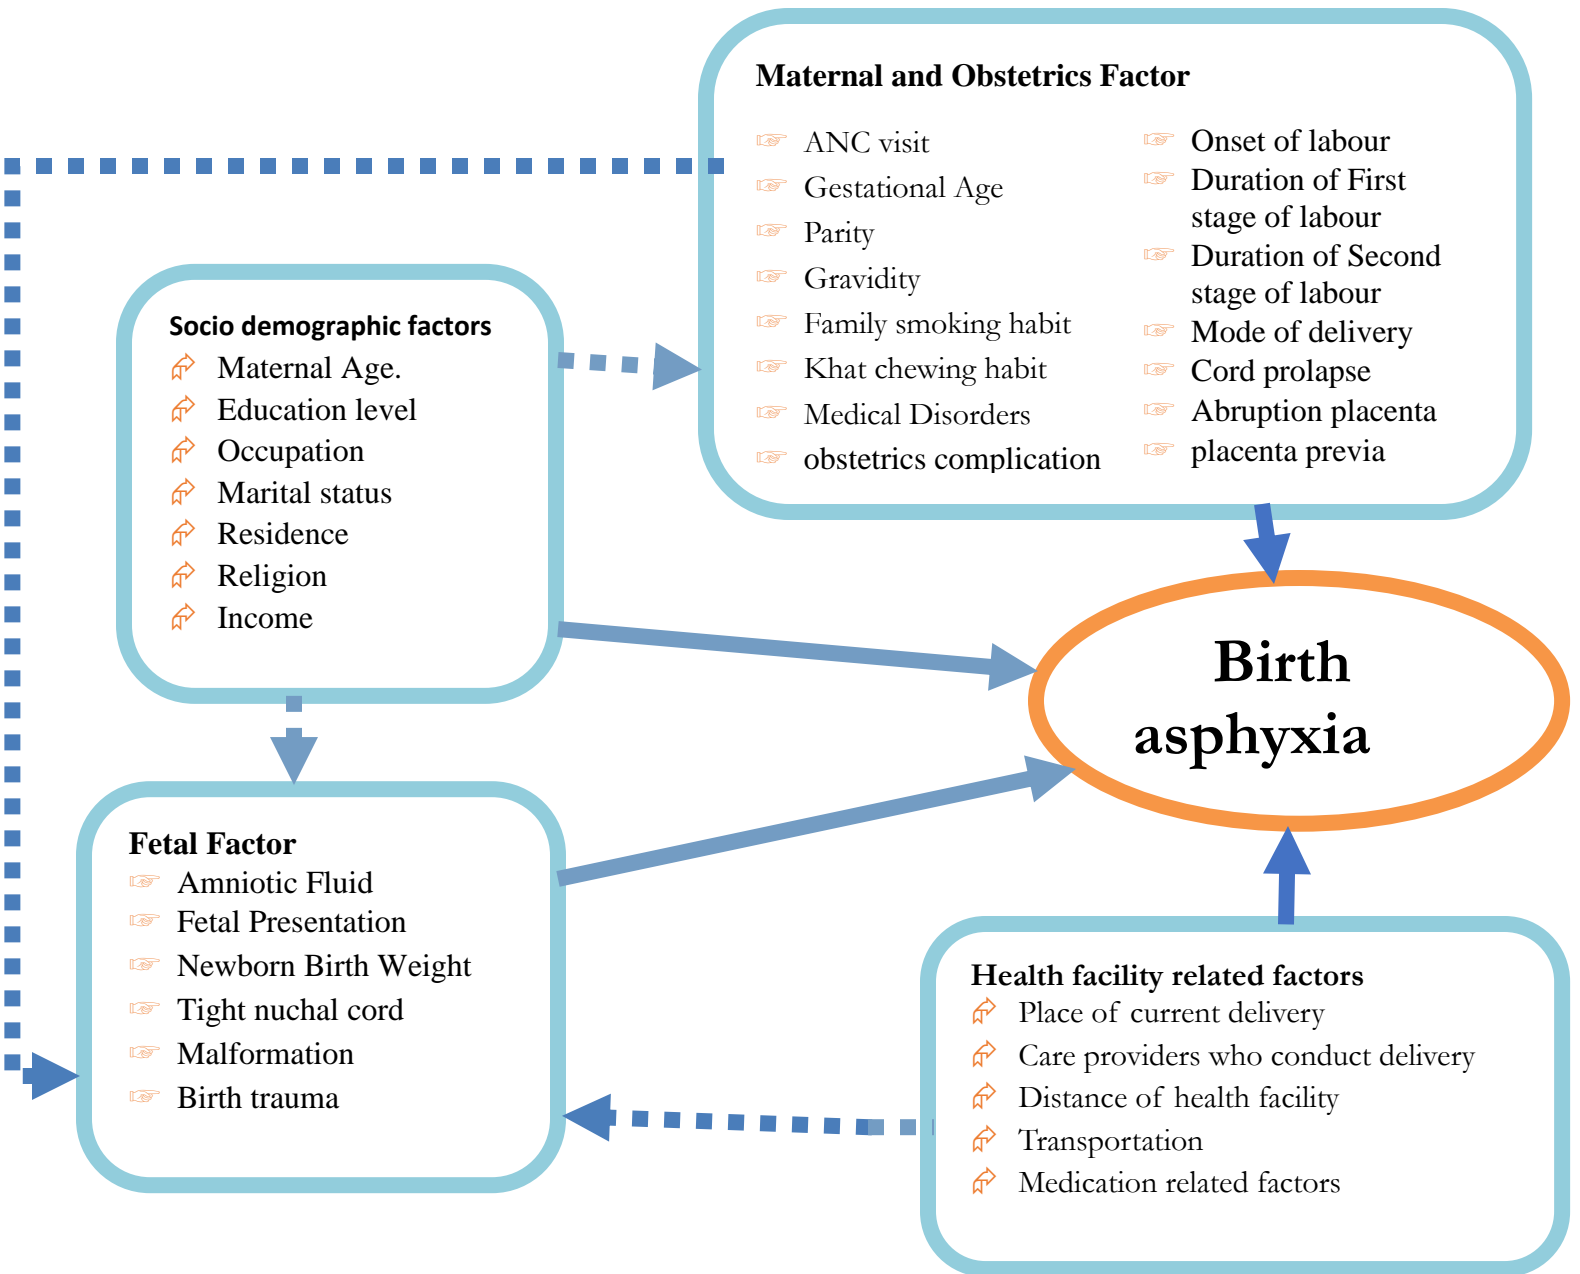 Maternal and Obstetrics Factor
ANC visit
Gestational Age
Parity
Gravidity
Family smoking habit
Khat chewing habit
Medical Disorders
obstetrics complication
Onset of labour
Duration of First
stage of labour
Duration of Second
stage of labour
Mode of delivery
Cord prolapse
Abruption placenta
placenta previa
Socio demographic factors
Maternal Age.
Education level
Occupation
Marital status
Residence
Religion
Income
Birth
asphyxia
Fetal Factor
Amniotic Fluid
Fetal Presentation
Newborn Birth Weight
Tight nuchal cord
Malformation
Birth trauma
Health facility related factors
Place of current delivery
Care providers who conduct delivery
Distance of health facility
Transportation
Medication related factors